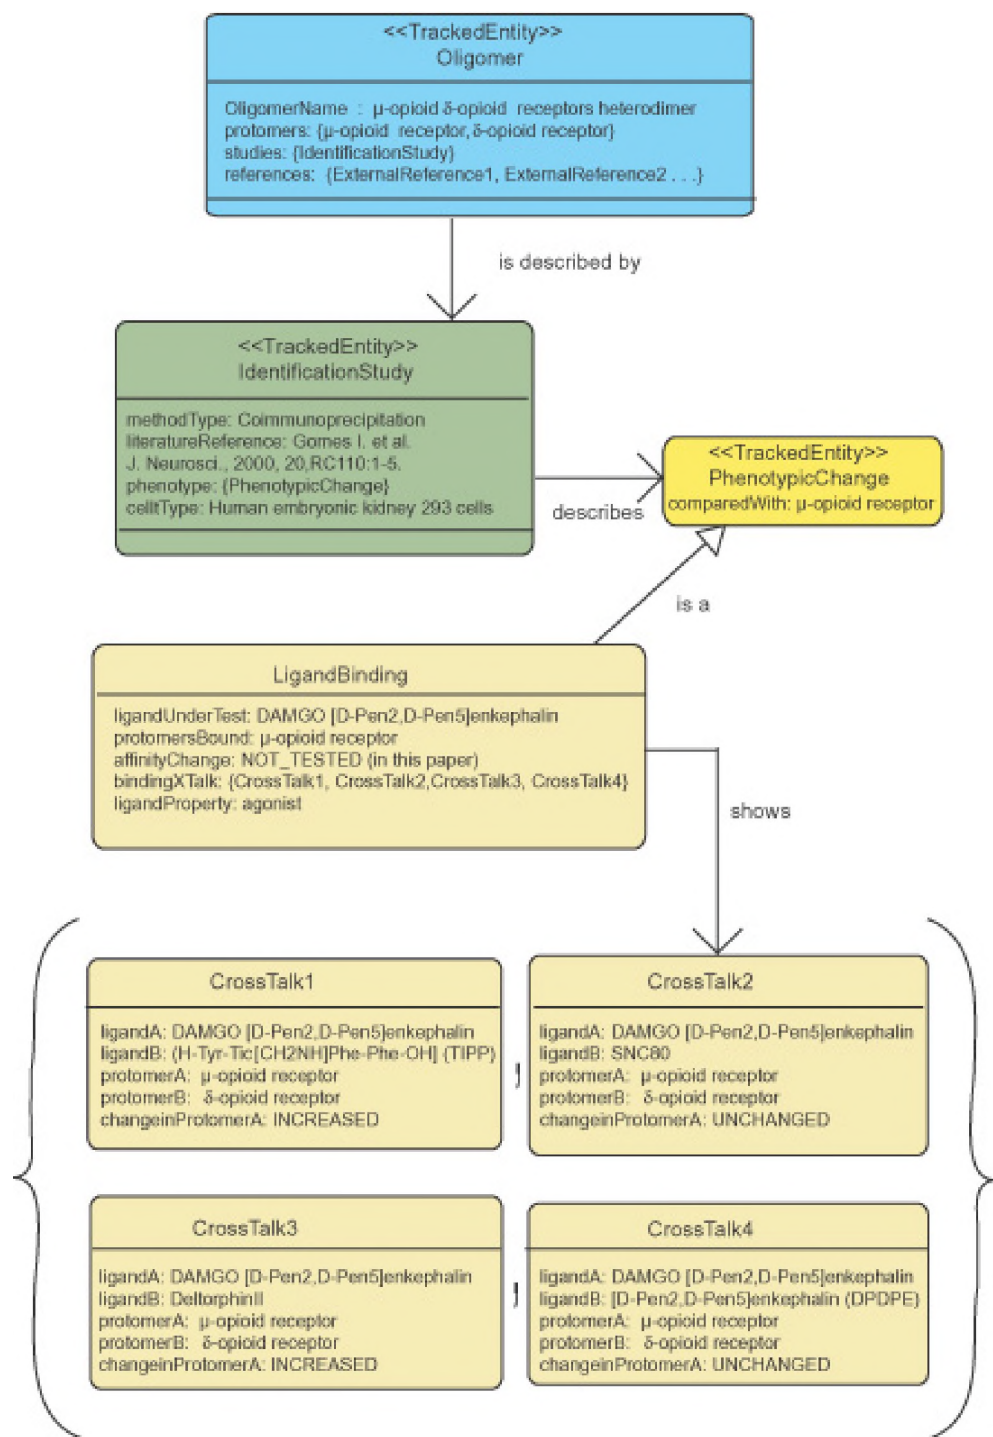 <<TrackedEntity>>
Oligomer
OligomerName : μ-opioid δ-opioid receptors heterodimer
protomers: {μ-opioid receptor,δ-opioid receptor}
studies: {IdentificationStudy}
references: {ExternalReference1, ExternalReference2 . . .}
is described by
<<TrackedEntity>>
IdentificationStudy
methodType: Coimmunoprecipitation
literatureReference: Gomes I. et al.
J. Neurosci., 2000, 20,RC110:1-5.
phenotype: {PhenotypicChange}
celltType: Human embryonic kidney 293 cells
describes
<<TrackedEntity>>
PhenotypicChange
comparedWith: μ-opioid receptor
is a
LigandBinding
ligandUnderTest: DAMGO [D-Pen2,D-Pen5]enkephalin
protomersBound: μ-opioid receptor
affinityChange: NOT_TESTED (in this paper)
bindingXTalk: {CrossTalk1, CrossTalk2,CrossTalk3, CrossTalk4}
ligandProperty: agonist
shows
CrossTalk1
ligandA: DAMGO [D-Pen2,D-Pen5]enkephalin
ligandB: (H-Tyr-Tic[CH2NH]Phe-Phe-OH] (TIPP)
protomerA: μ-opioid receptor
protomerB: δ-opioid receptor
changeinProtomerA: INCREASED
,
CrossTalk2
ligandA: DAMGO [D-Pen2,D-Pen5]enkephalin
ligandB: SNC80
protomerA: μ-opioid receptor
protomerB: δ-opioid receptor
changeinProtomerA: UNCHANGED
CrossTalk3
ligandA: DAMGO [D-Pen2,D-Pen5]enkephalin
ligandB: DeltorphinII
protomerA: μ-opioid receptor
protomerB: δ-opioid receptor
changeinProtomerA: INCREASED
,
CrossTalk4
ligandA: DAMGO [D-Pen2,D-Pen5]enkephalin
ligandB: [D-Pen2,D-Pen5]enkephalin (DPDPE)
protomerA: μ-opioid receptor
protomerB: δ-opioid receptor
changeinProtomerA: UNCHANGED